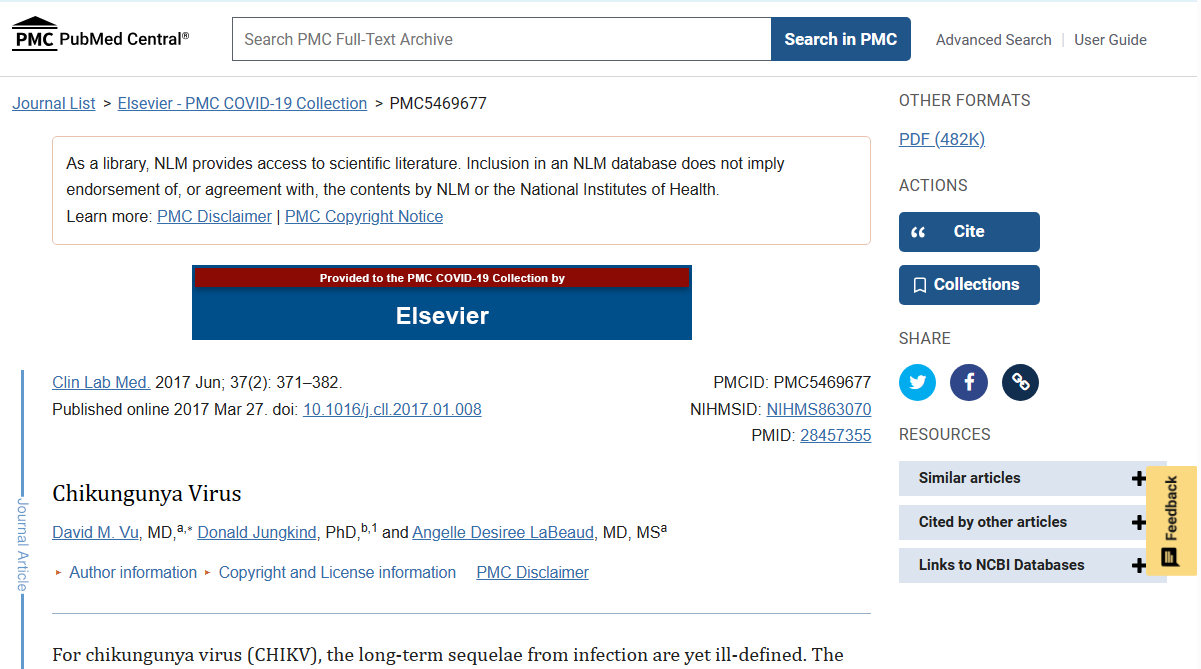 PMC PubMed Central®
Search PMC Full-Text Archive
Search in PMC
Advanced Search | User Guide
Journal List > Elsevier - PMC COVID-19 Collection > PMC5469677
As a library, NLM provides access to scientific literature. Inclusion in an NLM database does not imply
endorsement of, or agreement with, the contents by NLM or the National Institutes of Health.
Learn more: PMC Disclaimer | PMC Copyright Notice
Provided to the PMC COVID-19 Collection by
Elsevier
Clin Lab Med. 2017 Jun; 37(2): 371–382.
Published online 2017 Mar 27. doi: 10.1016/j.cll.2017.01.008
PMCID: PMC5469677
NIHMSID: NIHMS863070
PMID: 28457355
Chikungunya Virus
David M. Vu, MD,a,* Donald Jungkind, PhD,b,1 and Angelle Desiree LaBeaud, MD, MSa
Author information Copyright and License information PMC Disclaimer
For chikungunya virus (CHIKV), the long-term sequelae from infection are yet ill-defined. The
Journal Article
OTHER FORMATS
PDF (482K)
ACTIONS
Cite
Collections
SHARE
RESOURCES
Similar articles
Cited by other articles
Links to NCBI Databases
Feedback